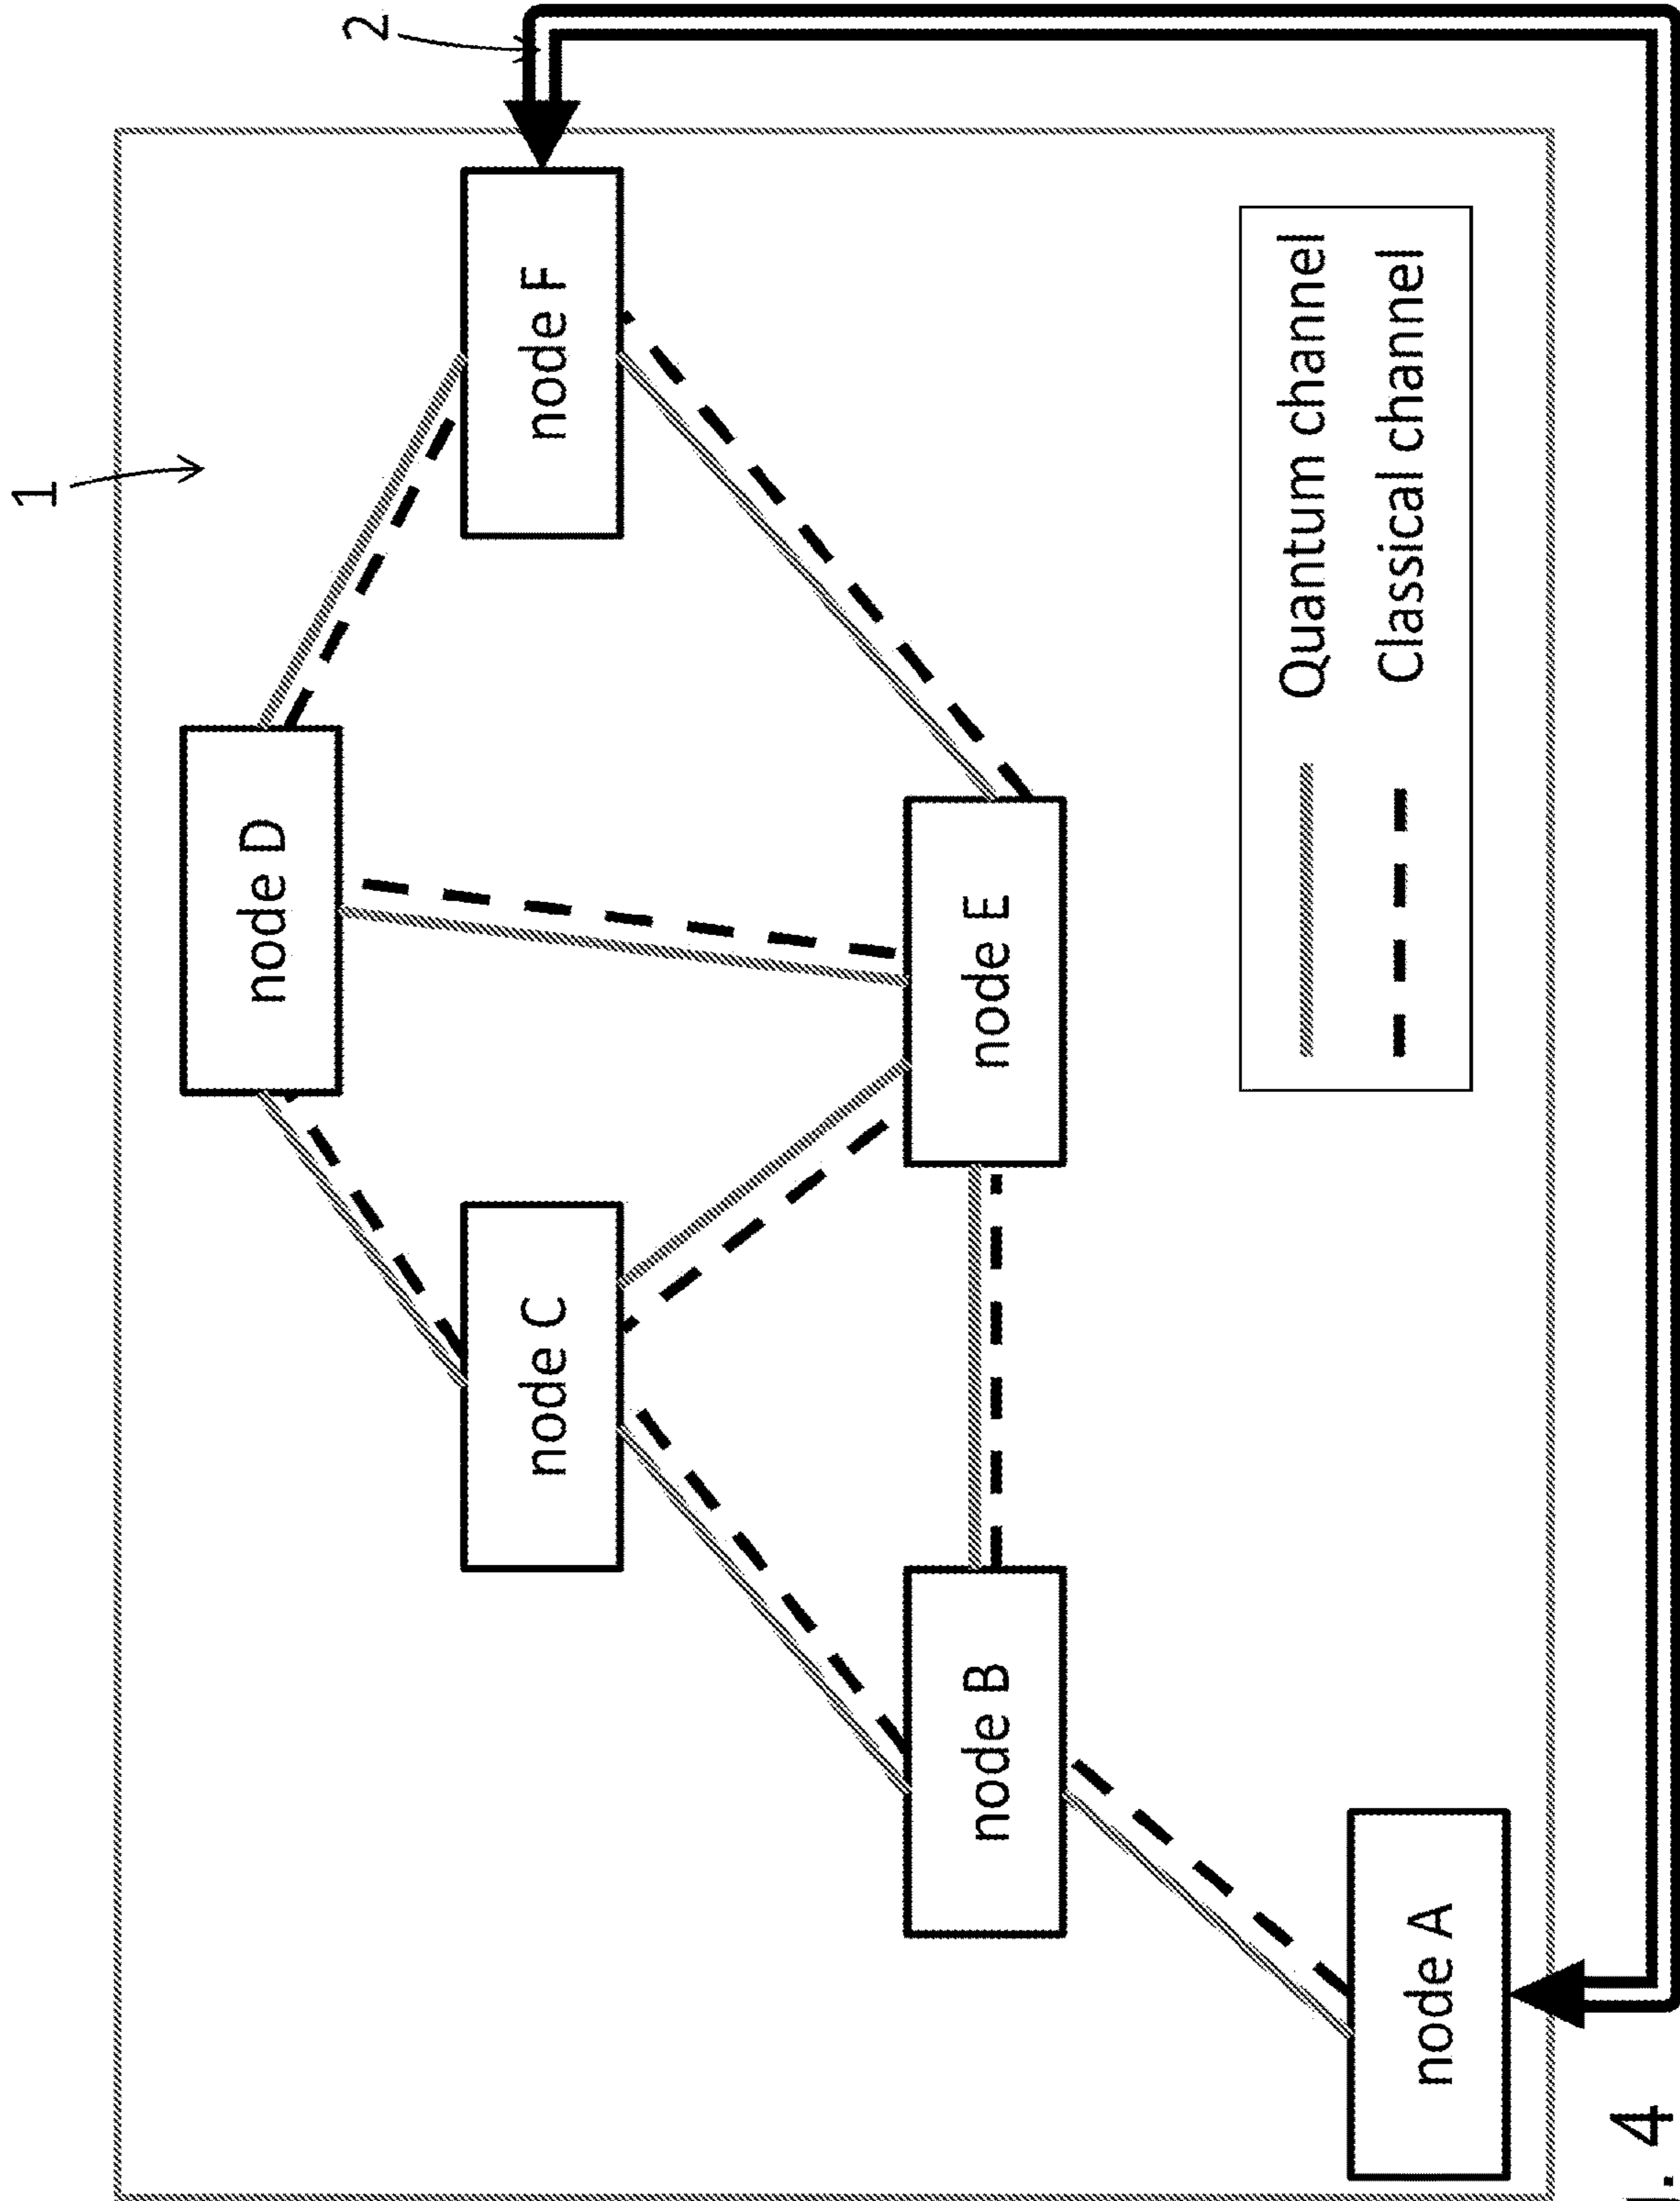 1
2
node D
node F
node C
node E
node B
node A
Quantum channel
Classical channel
. 4